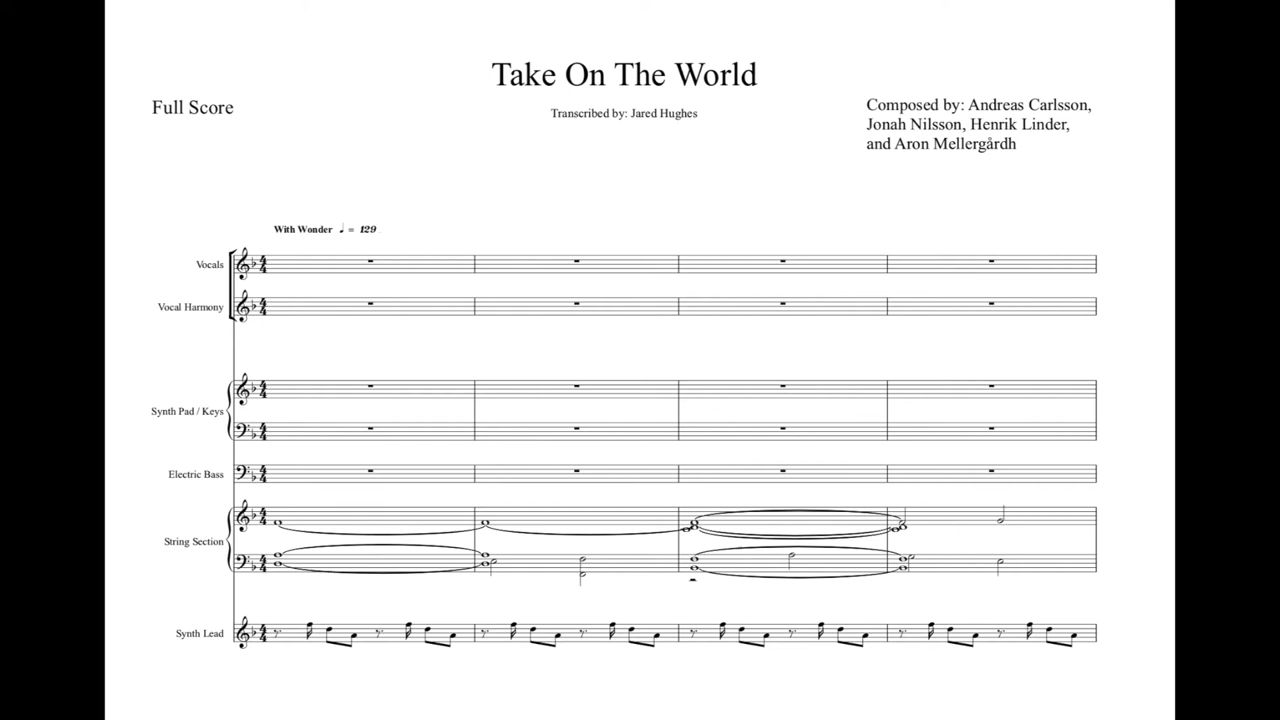 Take On The World
Full Score
Transcribed by: Jared Hughes
Composed by: Andreas Carlsson,
Jonah Nilsson, Henrik Linder,
and Aron Mellergårdh
With Wonder ♩ = 129
Vocals
Vocal Harmony
Synth Pad / Keys
Electric Bass
String Section
Synth Lead